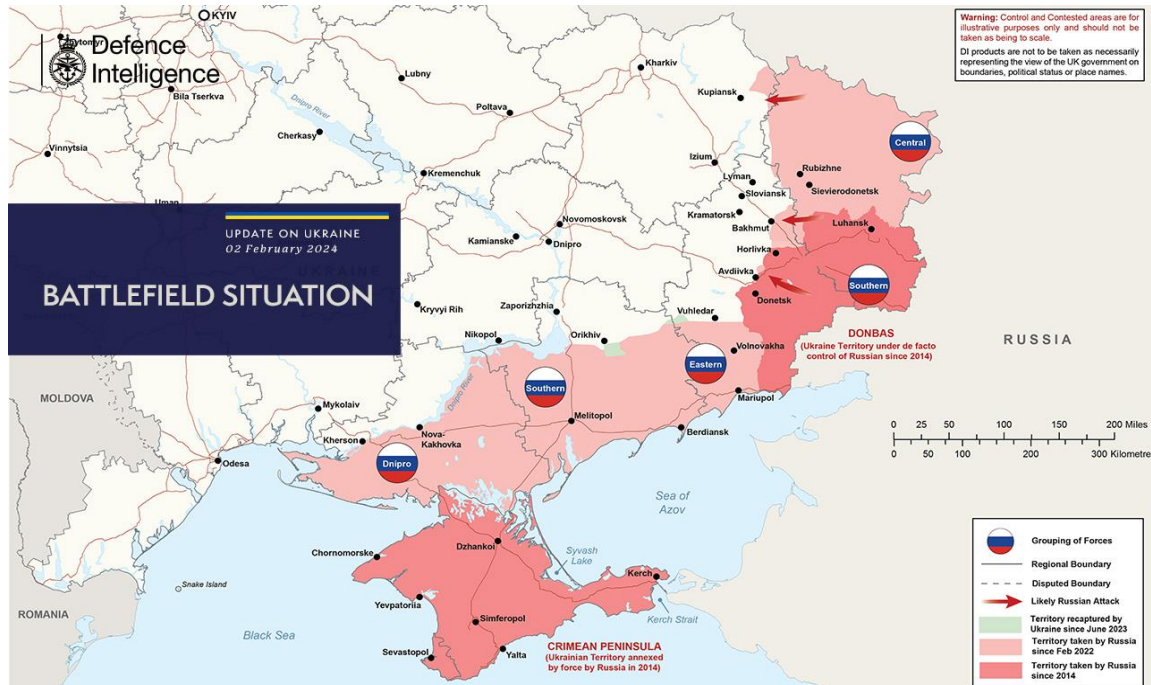 KYIV
Defence
Intelligence
Bila Tserkva
Vinnytsia
Uman
Lubny
Poltava
Kharkiv
Kupiansk
Cherkasy
Dnipro River
Kremenchuk
Izium
Lyman
Sloviansk
Kramatorsk
Bakhmut
Rubizhne
Sievierodonetsk
Central
Luhansk
Horlivka
Avdiivka
Donetsk
Southern
Novomoskovsk
Kamianske
Dnipro
Warning: Control and Contested areas are for
illustrative purposes only and should not be
taken as being to scale.
DI products are not to be taken as necessarily
representing the view of the UK government on
boundaries, political status or place names.
UPDATE ON UKRAINE
02 February 2024
BATTLEFIELD SITUATION
Kryvyi Rih
Zaporizhzhia
Nikopol
Orikhiv
Vuhledar
Volnovakha
Eastern
DONBAS
(Ukraine Territory under de facto
control of Russian since 2014)
RUSSIA
MOLDOVA
Mykolaiv
Kherson
Odesa
Dnipro River
Nova-
Kakhovka
Southern
Melitopol
Mariupol
Berdiansk
Dnipro
0 25 50 100 150 200 Miles
0 50 100 200 300 Kilometre
Sea of
Azov
Chornomorske
Dzhankoi
Syvash
Lake
Kerch
Kerch Strait
Yevpatoriia
Simferopol
Sevastopol
Yalta
CRIMEAN PENINSULA
(Ukrainian Territory annexed
by force by Russia in 2014)
Snake Island
ROMANIA
Black Sea
Grouping of Forces
Regional Boundary
Disputed Boundary
Likely Russian Attack
Territory recaptured by
Ukraine since June 2023
Territory taken by Russia
since Feb 2022
Territory taken by Russia
since 2014